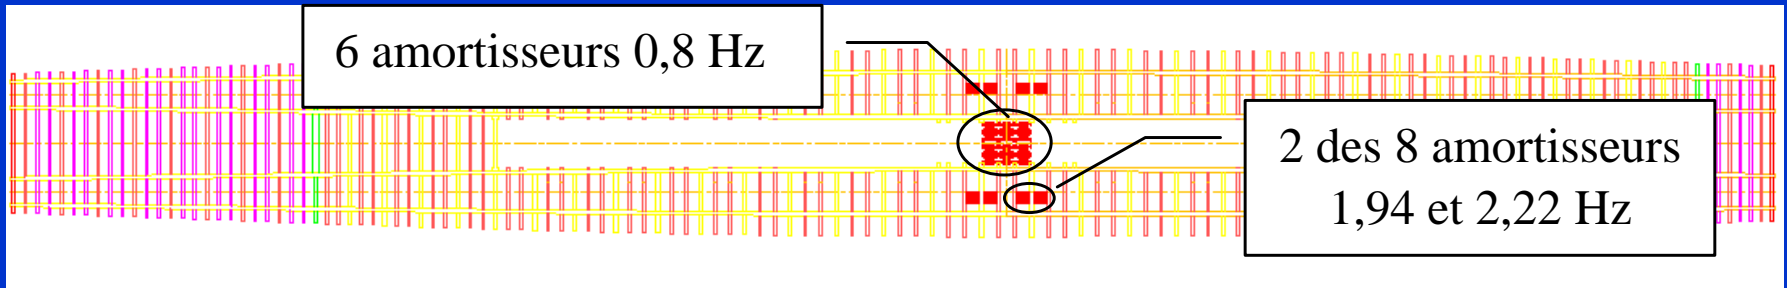 6 amortisseurs 0,8 Hz
2 des 8 amortisseurs
1,94 et 2,22 Hz